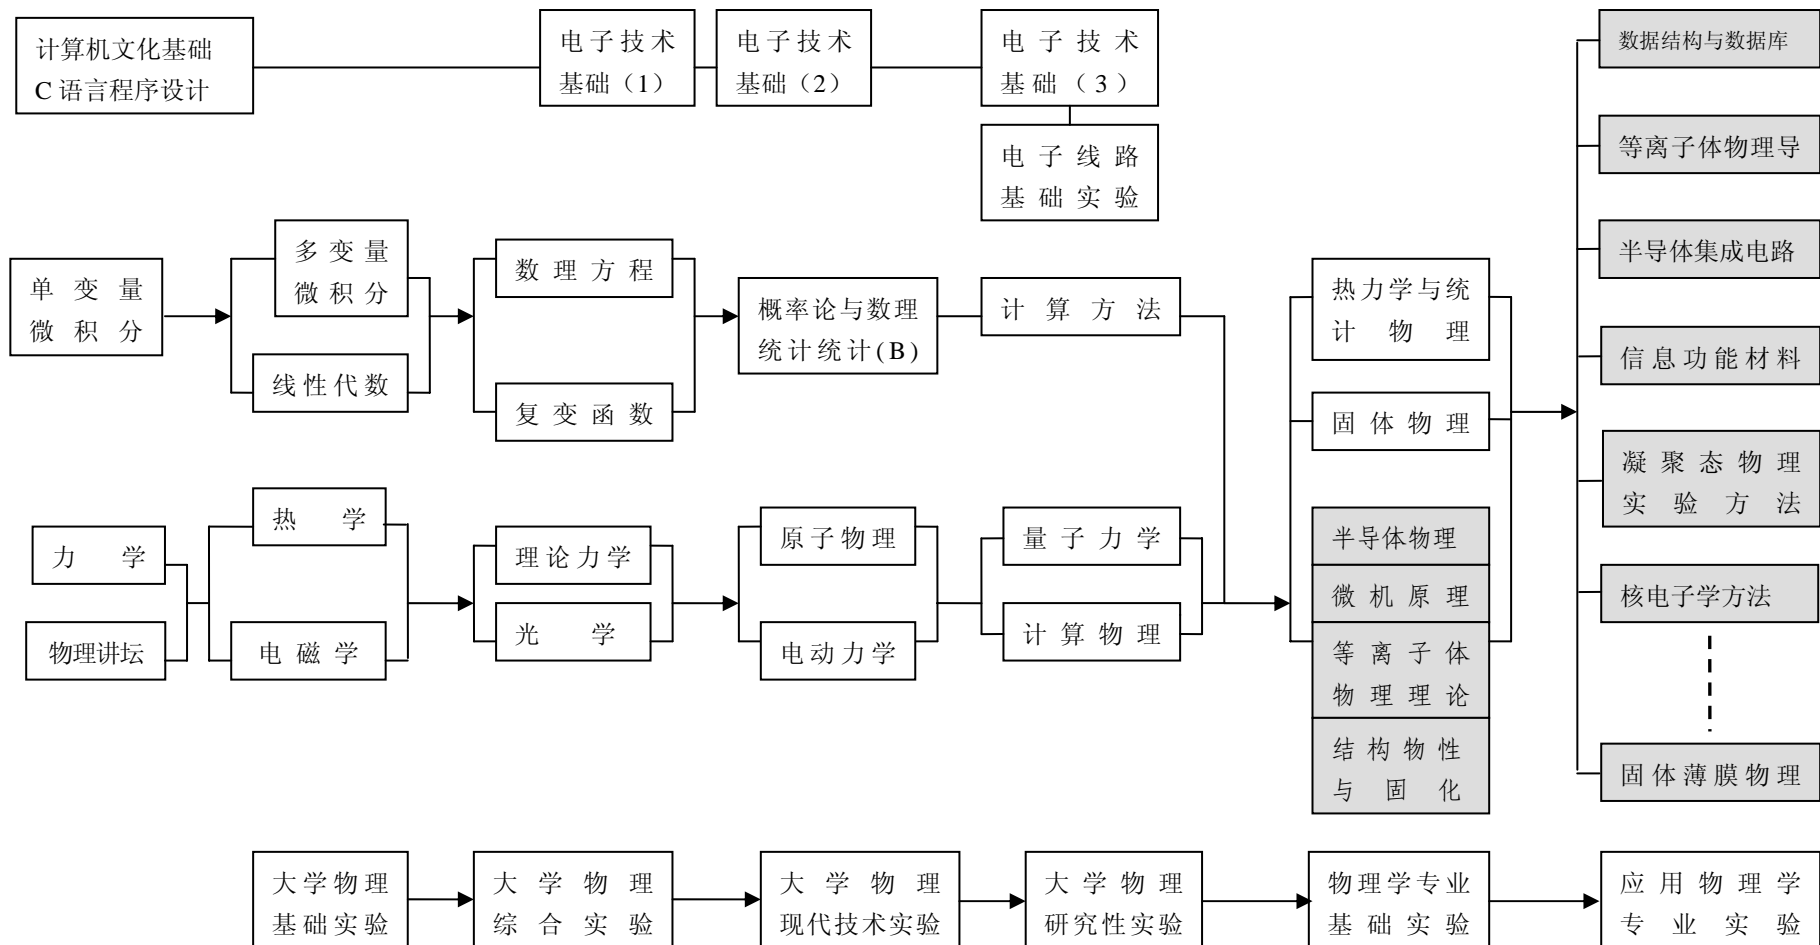 计算机文化基础
C 语言程序设计
电子技术
基础（1）
电子技术
基础（2）
电子技术
基础（3）
电子线路
基础实验
单变量
微积分
多变量
微积分
线性代数
数理方程
复变函数
概率论与数理
统计统计(B)
计算方法
力学
物理讲坛
热学
电磁学
理论力学
光学
原子物理
电动力学
量子力学
计算物理
热力学与统
计物理
固体物理
半导体物理
微机原理
等离子体
物理理论
结构物性
与固化
数据结构与数据库
等离子体物理导
半导体集成电路
信息功能材料
凝聚态物理
实验方法
核电子学方法
固体薄膜物理
大学物理
基础实验
大学物理
综合实验
大学物理
现代技术实验
大学物理
研究性实验
物理学专业
基础实验
应用物理学
专业实验